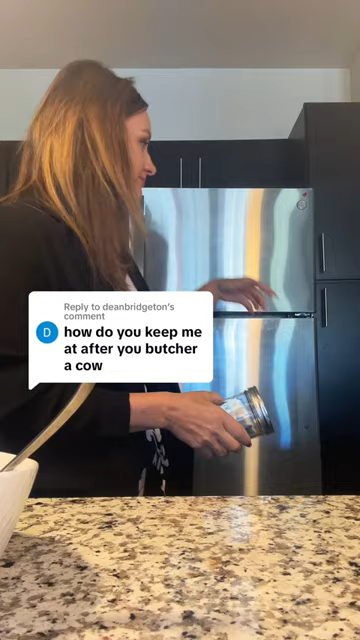 Reply to deanbridgeton's
comment
D
how do you keep me
at after you butcher
a cow